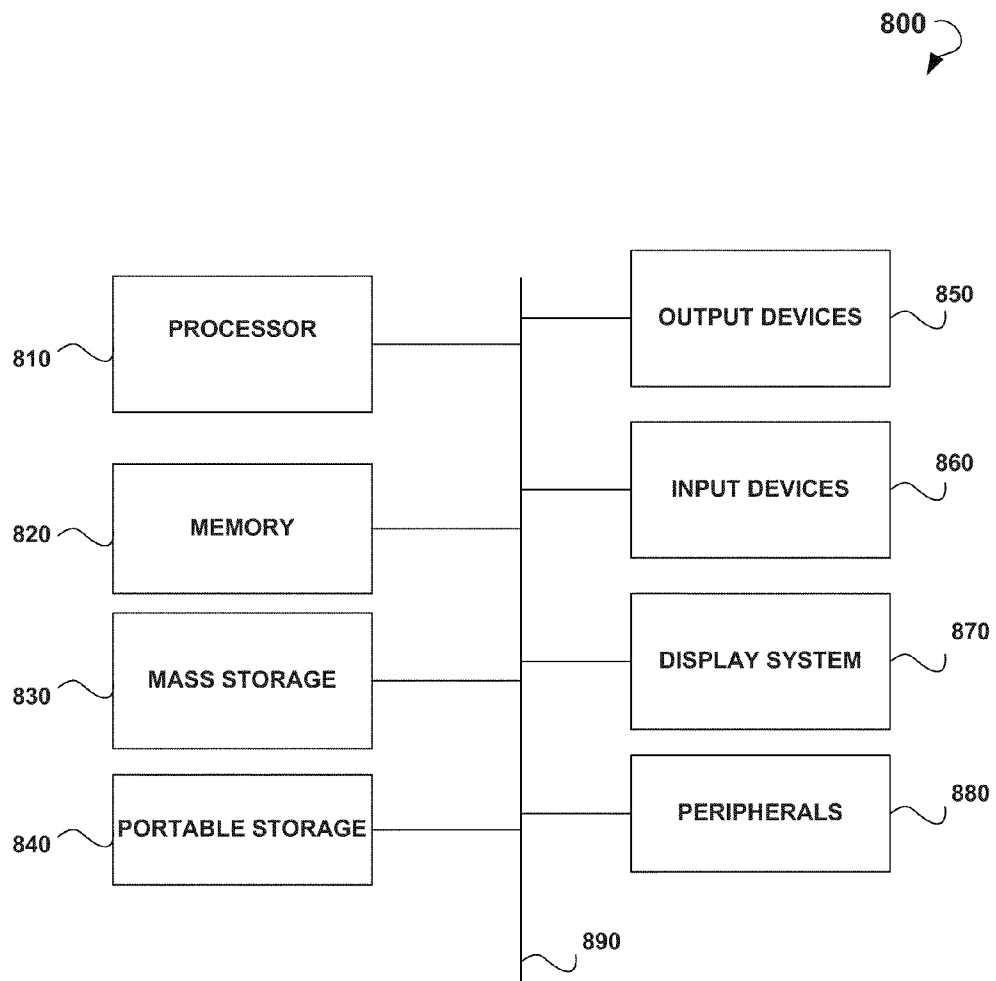 800
PROCESSOR
810
MEMORY
820
MASS STORAGE
830
PORTABLE STORAGE
840
OUTPUT DEVICES
850
INPUT DEVICES
860
DISPLAY SYSTEM
870
PERIPHERALS
880
890